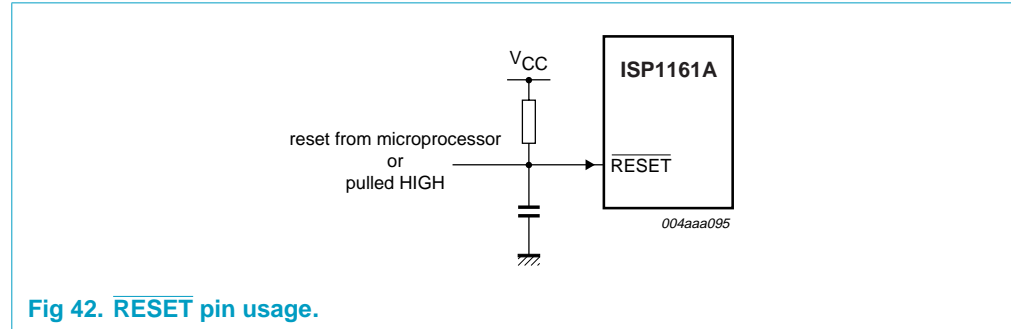 VCC
ISP1161A
reset from microprocessor
or
pulled HIGH
RESET
004aaa095
Fig 42. RESET pin usage.